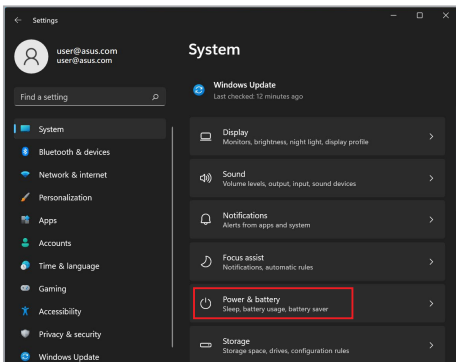 Settings
user@asus.com
user@asus.com
Find a setting
System
Bluetooth & devices
Network & internet
Personalization
Apps
Accounts
Time & language
Gaming
Accessibility
Privacy & security
Windows Update
System
Windows Update
Last checked: 12 minutes ago
Display
Monitors, brightness, night light, display profile
Sound
Volume levels, output, input, sound devices
Notifications
Alerts from apps and system
Focus assist
Notifications, automatic rules
Power & battery
Sleep, battery usage, battery saver
Storage
Storage space, drives, configuration rules